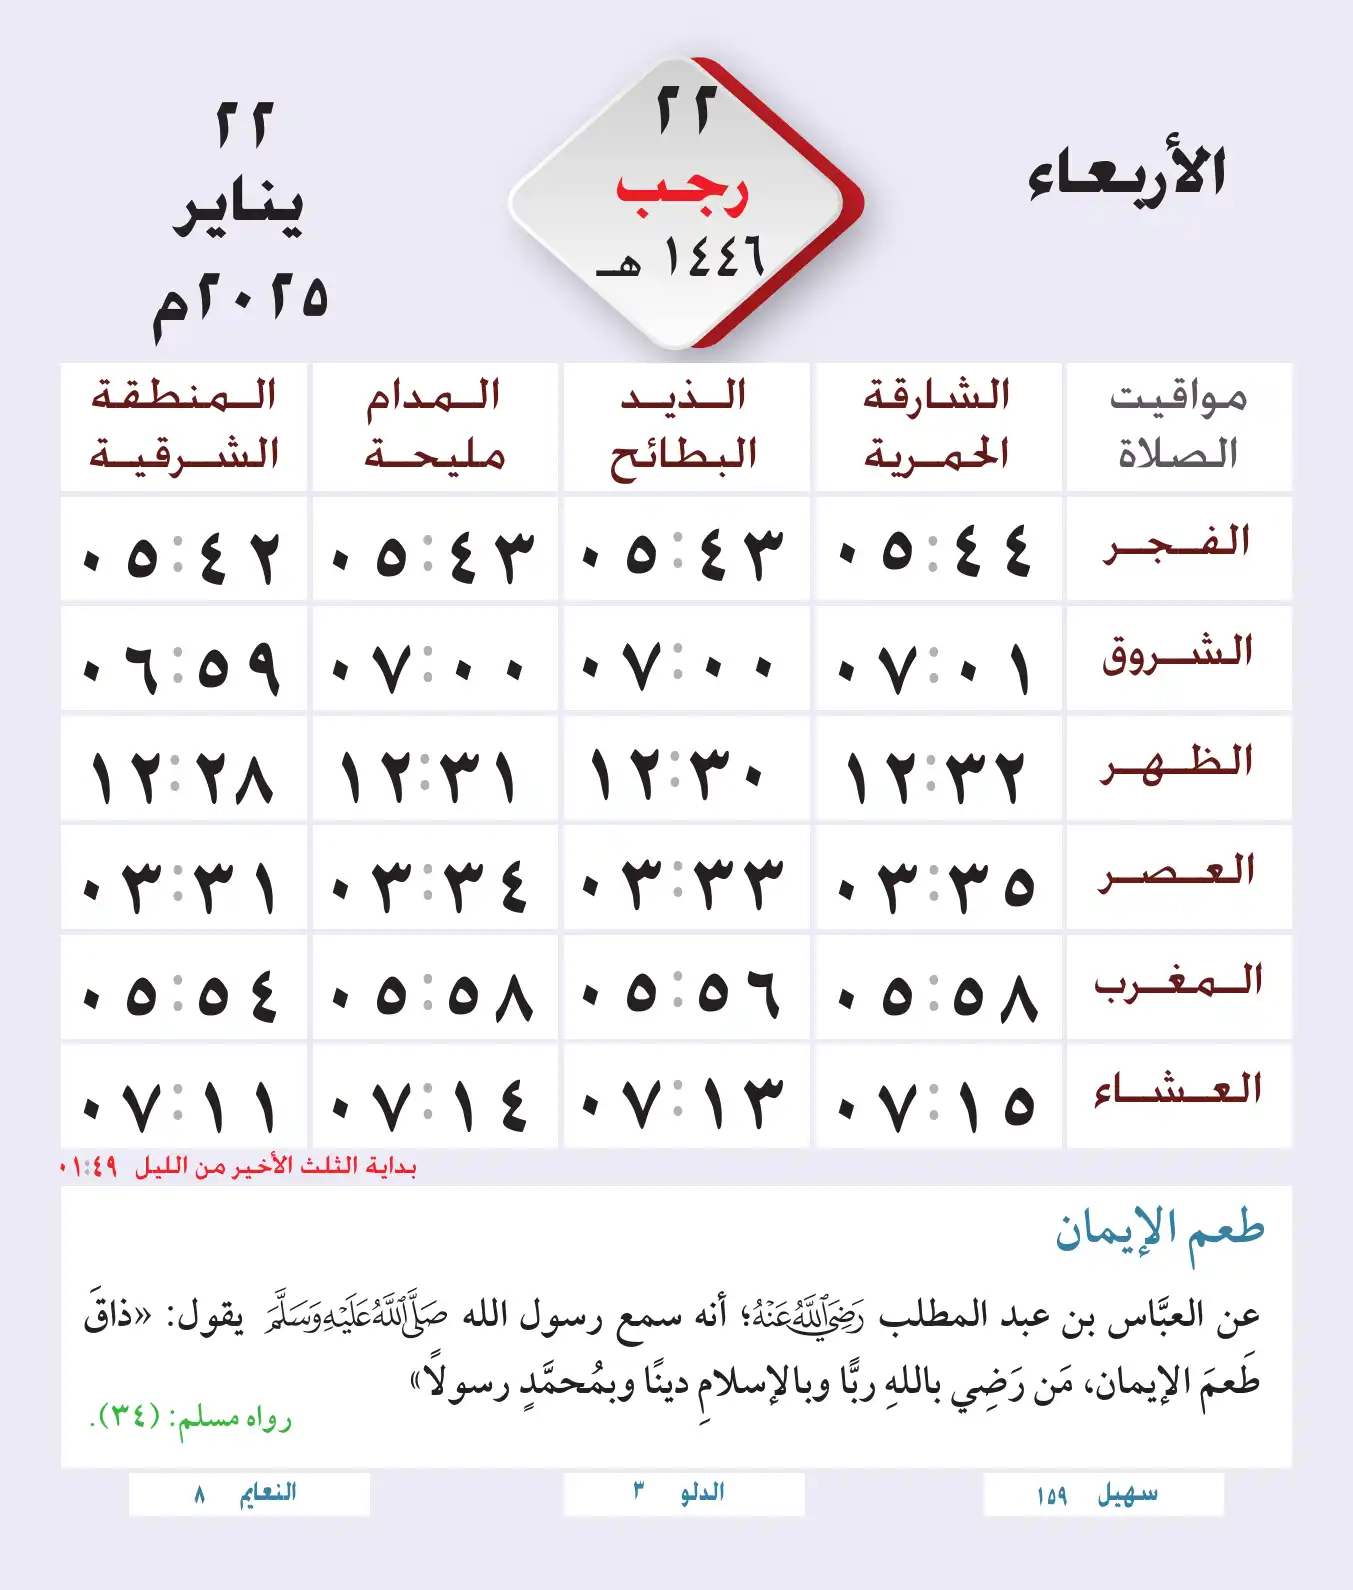 الأربعاء
٢٢
رجب
١٤٤٦ هـ
٢٢
يناير
٢٠٢٥م
مواقيت الصلاة
الشارقة الحمرية
الذيد البطائح
المدام مليحة
المنطقة الشرقية
الفجر ٠٥:٤٤ ٠٥:٤٣ ٠٥:٤٣ ٠٥:٤٢
الشروق ٠٧:٠١ ٠٧:٠٠ ٠٧:٠٠ ٠٦:٥٩
الظهر ١٢:٣٢ ١٢:٣٠ ١٢:٣١ ١٢:٢٨
العصر ٠٣:٣٥ ٠٣:٣٣ ٠٣:٣٤ ٠٣:٣١
المغرب ٠٥:٥٨ ٠٥:٥٦ ٠٥:٥٨ ٠٥:٥٤
العشاء ٠٧:١٥ ٠٧:١٣ ٠٧:١٤ ٠٧:١١
بداية الثلث الأخير من الليل ٠١:٤٩
طعم الإيمان
عن العبَّاس بن عبد المطلب رَضِيَ اللَّهُ عَنْهُ؛ أنه سمع رسول الله صَلَّى اللَّهُ عَلَيْهِ وَسَلَّمَ يقول: «ذاقَ
طَعمَ الإيمان، مَن رَضِي باللهِ ربًّا وبالإسلامِ دينًا وبمُحمَّدٍ رسولًا»
رواه مسلم: (٣٤).
سهيل ١٥٩
الدلو ٣
النعايم ٨